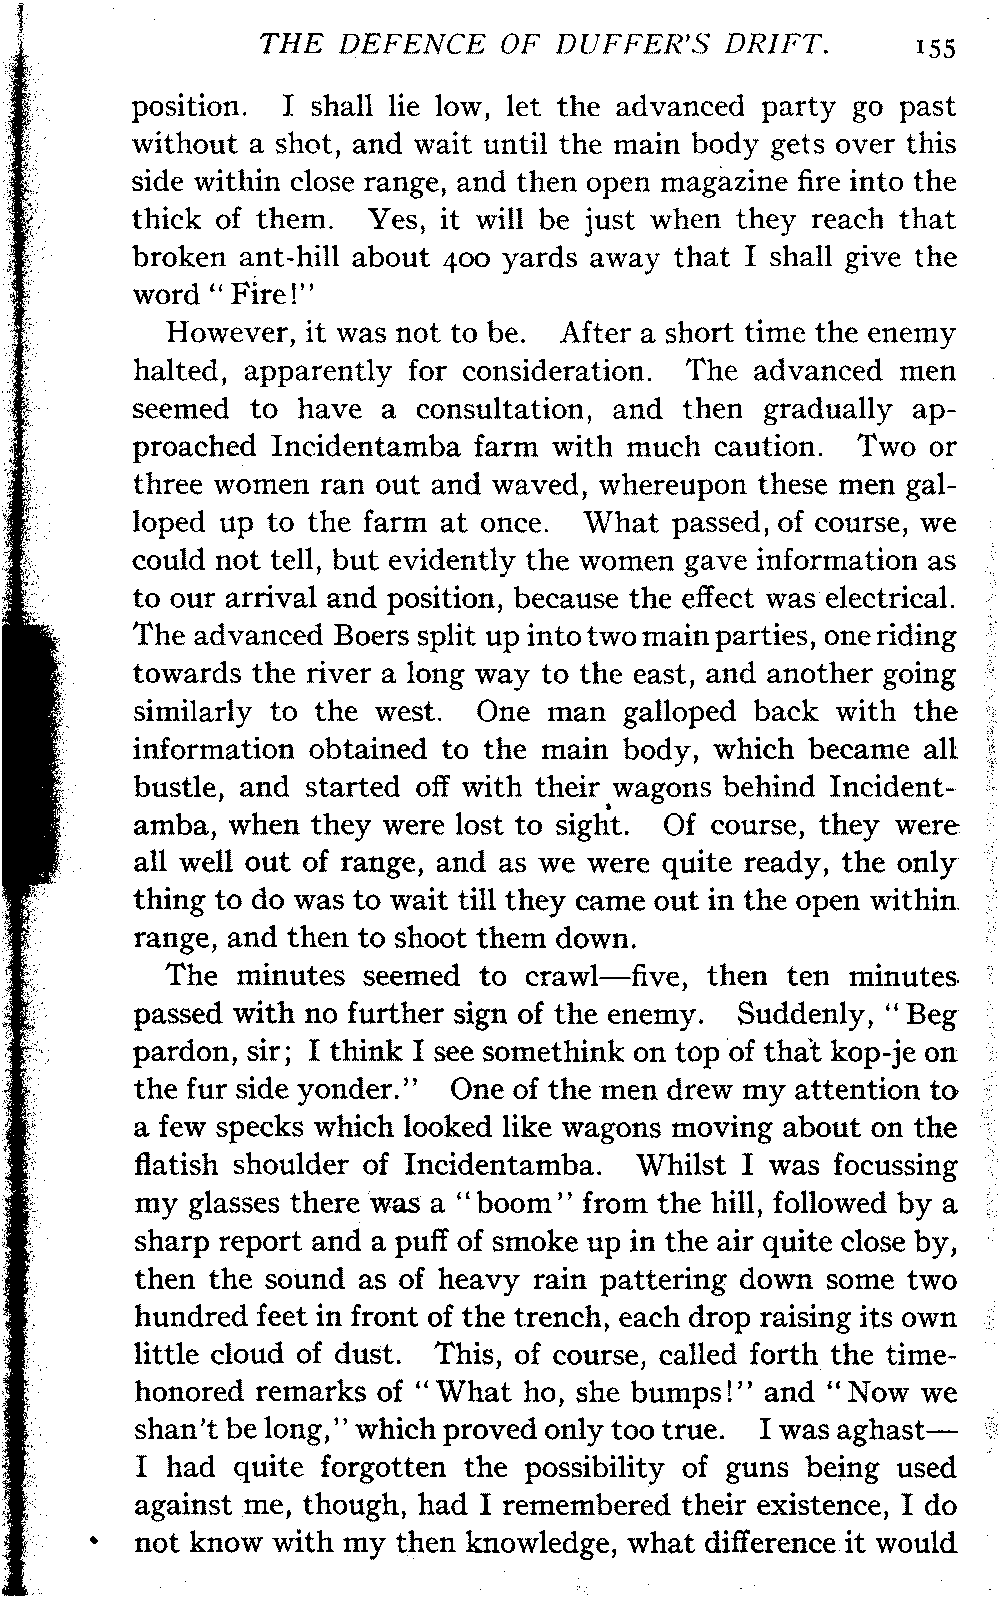 THE DEFENCE OF DUFFER'S DRIFT. 155
position. I shall lie low, let the advanced party go past
without a shot, and wait until the main body gets over this
side within close range, and then open magazine fire into the
thick of them. Yes, it will be just when they reach that
broken ant-hill about 400 yards away that I shall give the
word "Fire!"
However, it was not to be. After a short time the enemy
halted, apparently for consideration. The advanced men
seemed to have a consultation, and then gradually ap-
proached Incidentamba farm with much caution. Two or
three women ran out and waved, whereupon these men gal-
loped up to the farm at once. What passed, of course, we
could not tell, but evidently the women gave information as
to our arrival and position, because the effect was electrical.
The advanced Boers split up into two main parties, one riding
towards the river a long way to the east, and another going
similarly to the west. One man galloped back with the
information obtained to the main body, which became all
bustle, and started off with their wagons behind Incident-
amba, when they were lost to sight. Of course, they were
all well out of range, and as we were quite ready, the only
thing to do was to wait till they came out in the open within
range, and then to shoot them down.
The minutes seemed to crawl—five, then ten minutes
passed with no further sign of the enemy. Suddenly, "Beg
pardon, sir; I think I see somethink on top of that kop-je on
the fur side yonder." One of the men drew my attention to
a few specks which looked like wagons moving about on the
flatish shoulder of Incidentamba. Whilst I was focussing
my glasses there was a "boom" from the hill, followed by a
sharp report and a puff of smoke up in the air quite close by,
then the sound as of heavy rain pattering down some two
hundred feet in front of the trench, each drop raising its own
little cloud of dust. This, of course, called forth the time-
honored remarks of "What ho, she bumps!" and "Now we
shan't be long," which proved only too true. I was aghast—
I had quite forgotten the possibility of guns being used
against me, though, had I remembered their existence, I do
not know with my then knowledge, what difference it would